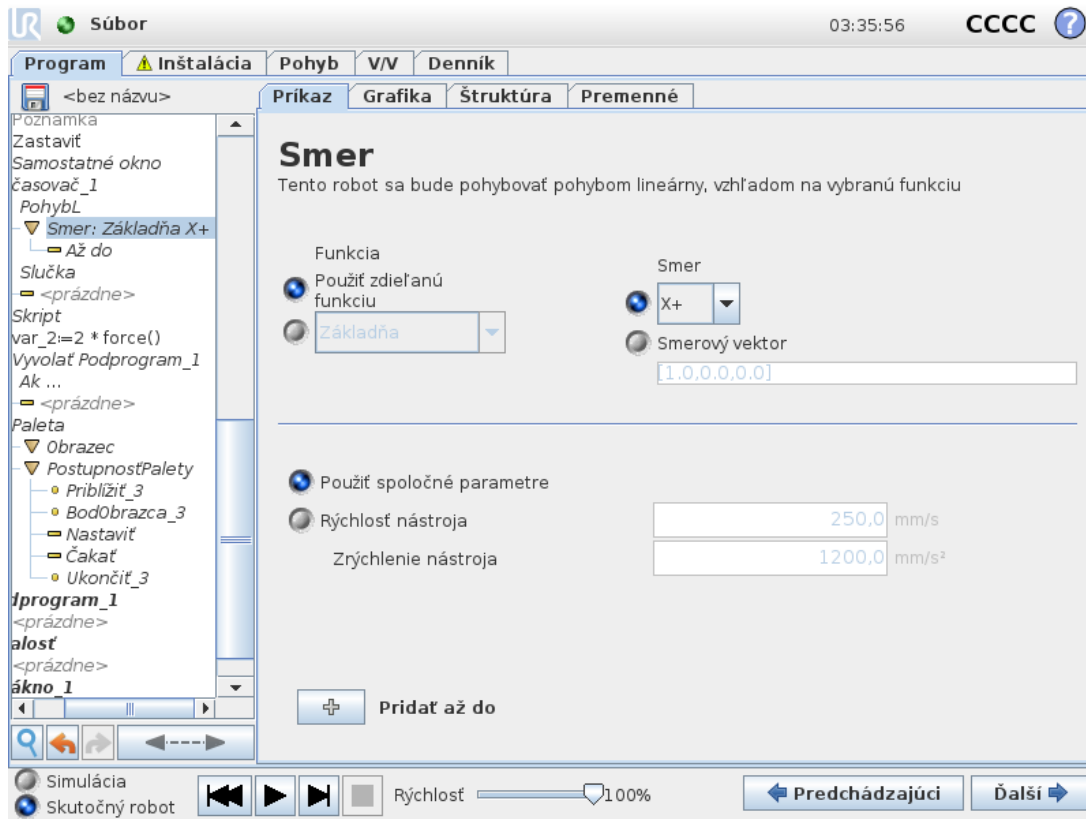 UR
Súbor
03:35:56
CCCC
?
Program
Inštalácia
Pohyb
V/V
Denník
<bez názvu>
Príkaz
Grafika
Štruktúra
Premenné
Poznámka
Zastaviť
Samostatné okno
časovač_1
PohybL
Smer: Základňa X+
Až do
Slučka
<prázdne>
Skript
var_2:=2 * force()
Vyvolať Podprogram_1
Ak ...
<prázdne>
Paleta
Obrazec
PostupnosťPalety
Priblížiť_3
BodObrazca_3
Nastaviť
Čakať
Ukončiť_3
dprogram_1
<prázdne>
alosť
<prázdne>
ákno_1
Smer
Tento robot sa bude pohybovať pohybom lineárny, vzhľadom na vybranú funkciu
Funkcia
Použiť zdieľanú
funkciu
Základňa
Smer
X+
Smerový vektor
[1.0,0.0,0.0]
Použiť spoločné parametre
Rýchlosť nástroja
250,0 mm/s
Zrýchlenie nástroja
1200,0 mm/s²
Pridať až do
Simulácia
Skutočný robot
Rýchlosť
100%
Predchádzajúci
Ďalší